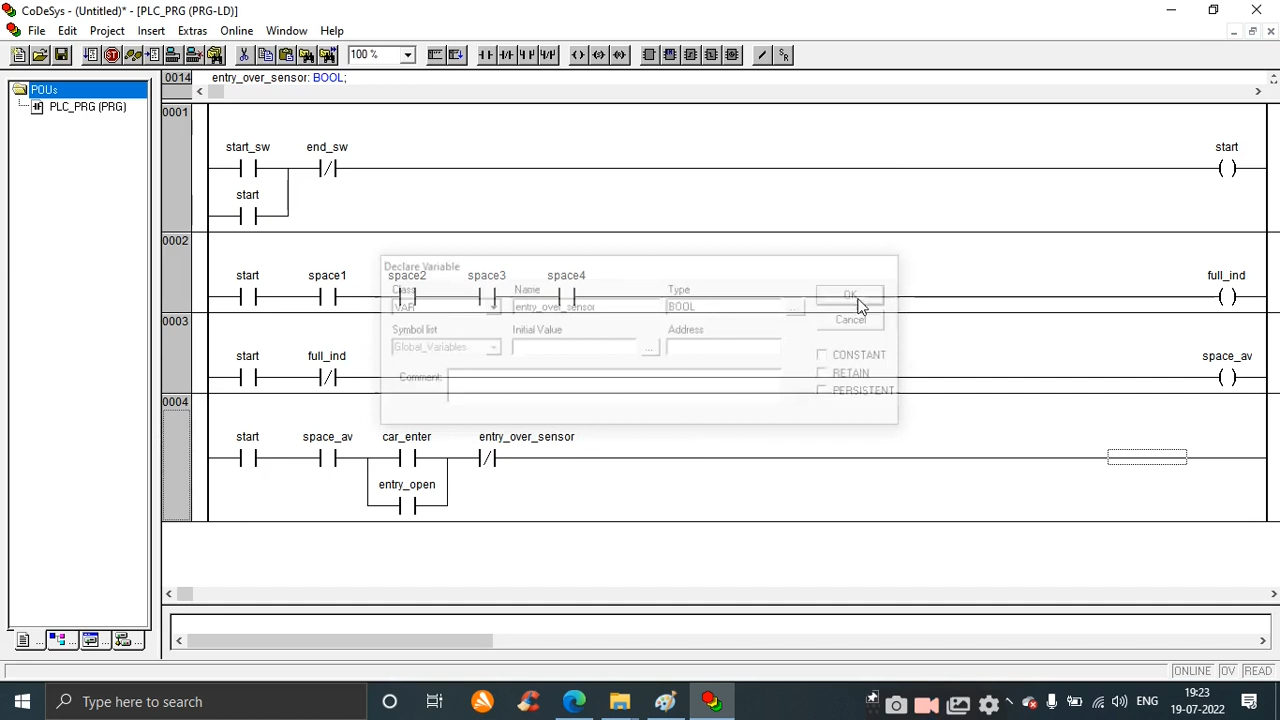 CoDeSys - (Untitled)* - [PLC_PRG (PRG-LD)]
File Edit Project Insert Extras Online Window Help
100 %
POUs
PLC_PRG (PRG)
0014 entry_over_sensor: BOOL;
0001
start_sw end_sw start
start
0002
start space1 space2 space3 space4 full_ind
Declare Variable
Class Name Type
VAR entry_over_sensor BOOL ... OK
Symbol list Initial Value Address Cancel
Global_Variables ...
Comment:
CONSTANT
RETAIN
PERSISTENT
0003
start full_ind space_av
0004
start space_av car_enter entry_over_sensor
entry_open
ONLINE OV READ
Type here to search
ENG
19:23
19-07-2022